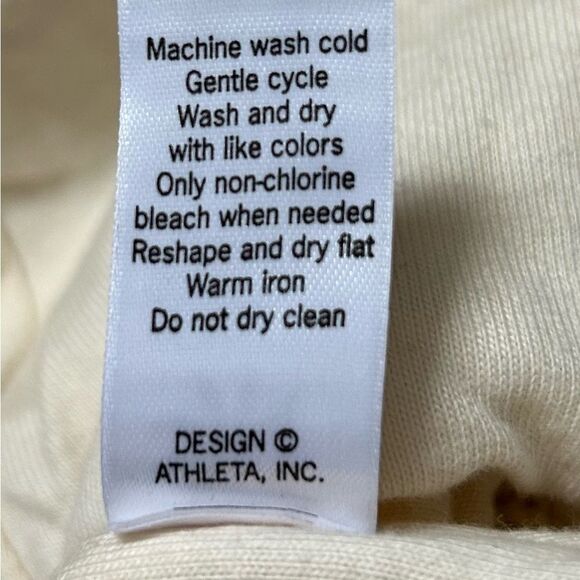 Machine wash cold
Gentle cycle
Wash and dry
with like colors
Only non-chlorine
bleach when needed
Reshape and dry flat
Warm iron
Do not dry clean
DESIGN ©
ATHLETA, INC.